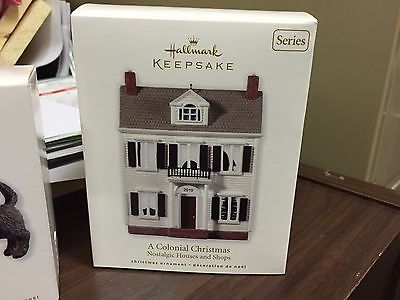 Hallmark
KEEPSAKE
Series
2010
A Colonial Christmas
Nostalgic Houses and Shops
christmas ornament • décoration de noël